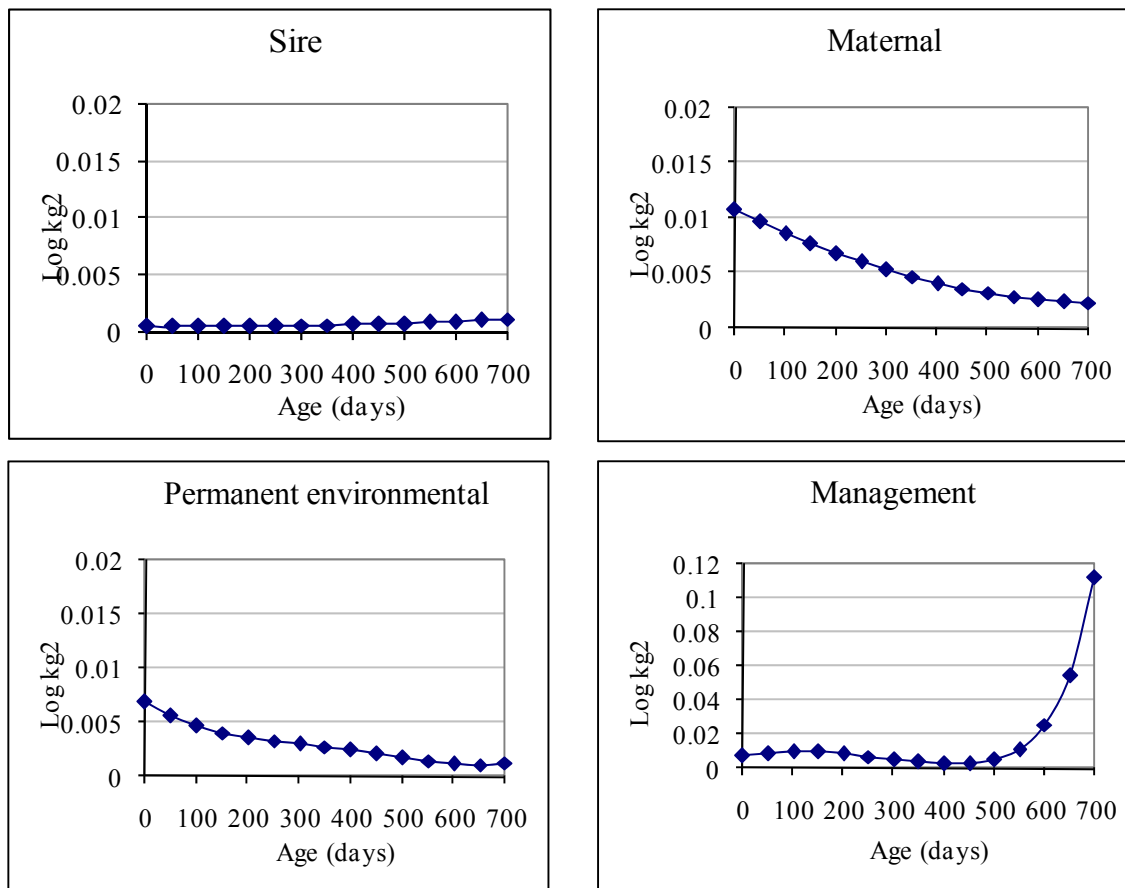 Sire
0.02
0.015
0.01
0.005
0
Log kg2
0 100 200 300 400 500 600 700
Age (days)
Maternal
0.02
0.015
0.01
0.005
0
Log kg2
0 100 200 300 400 500 600 700
Age (days)
Permanent environmental
0.02
0.015
0.01
0.005
0
Log kg2
0 100 200 300 400 500 600 700
Age (days)
Management
0.12
0.1
0.08
0.06
0.04
0.02
0
Log kg2
0 100 200 300 400 500 600 700
Age (days)